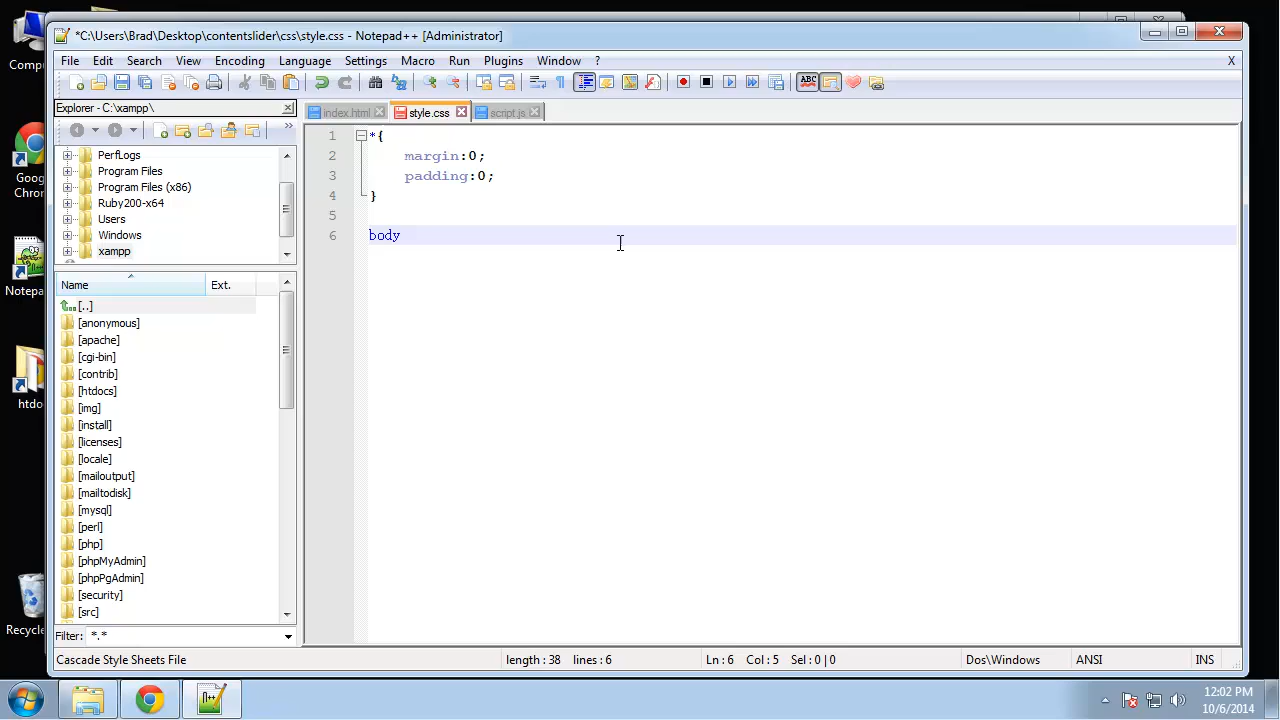 Compu
*C:\Users\Brad\Desktop\contentslider\css\style.css - Notepad++ [Administrator]
File Edit Search View Encoding Language Settings Macro Run Plugins Window ? X
ABC
Explorer - C:\xampp\
index.html style.css script.js
PerfLogs
Program Files
Program Files (x86)
Ruby200-x64
Users
Windows
xampp
Goog
Chron
Notepa
htdo
Recycle
Name Ext.
[..]
[anonymous]
[apache]
[cgi-bin]
[contrib]
[htdocs]
[img]
[install]
[licenses]
[locale]
[mailoutput]
[mailtodisk]
[mysql]
[perl]
[php]
[phpMyAdmin]
[phpPgAdmin]
[security]
[src]
Filter: *.*
1 *{
2 margin:0;
3 padding:0;
4 }
5
6 body
Cascade Style Sheets File length : 38 lines : 6 Ln : 6 Col : 5 Sel : 0 | 0 Dos\Windows ANSI INS
12:02 PM
10/6/2014